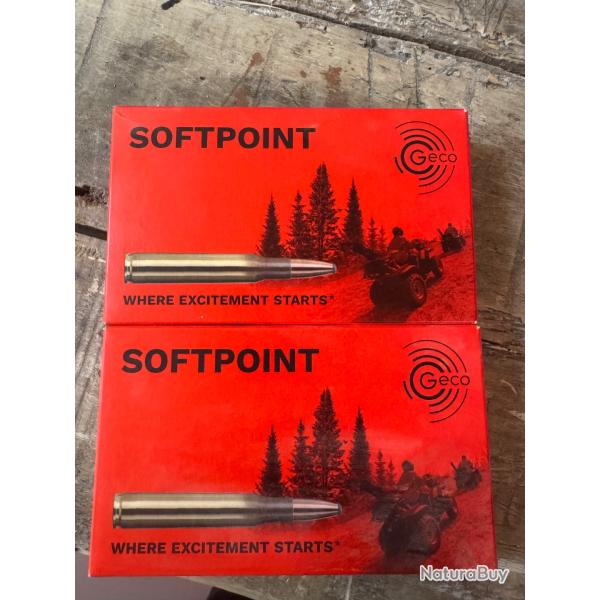 SOFTPOINT
Geco
WHERE EXCITEMENT STARTS®
SOFTPOINT
Geco
WHERE EXCITEMENT STARTS®
NaturaBuy